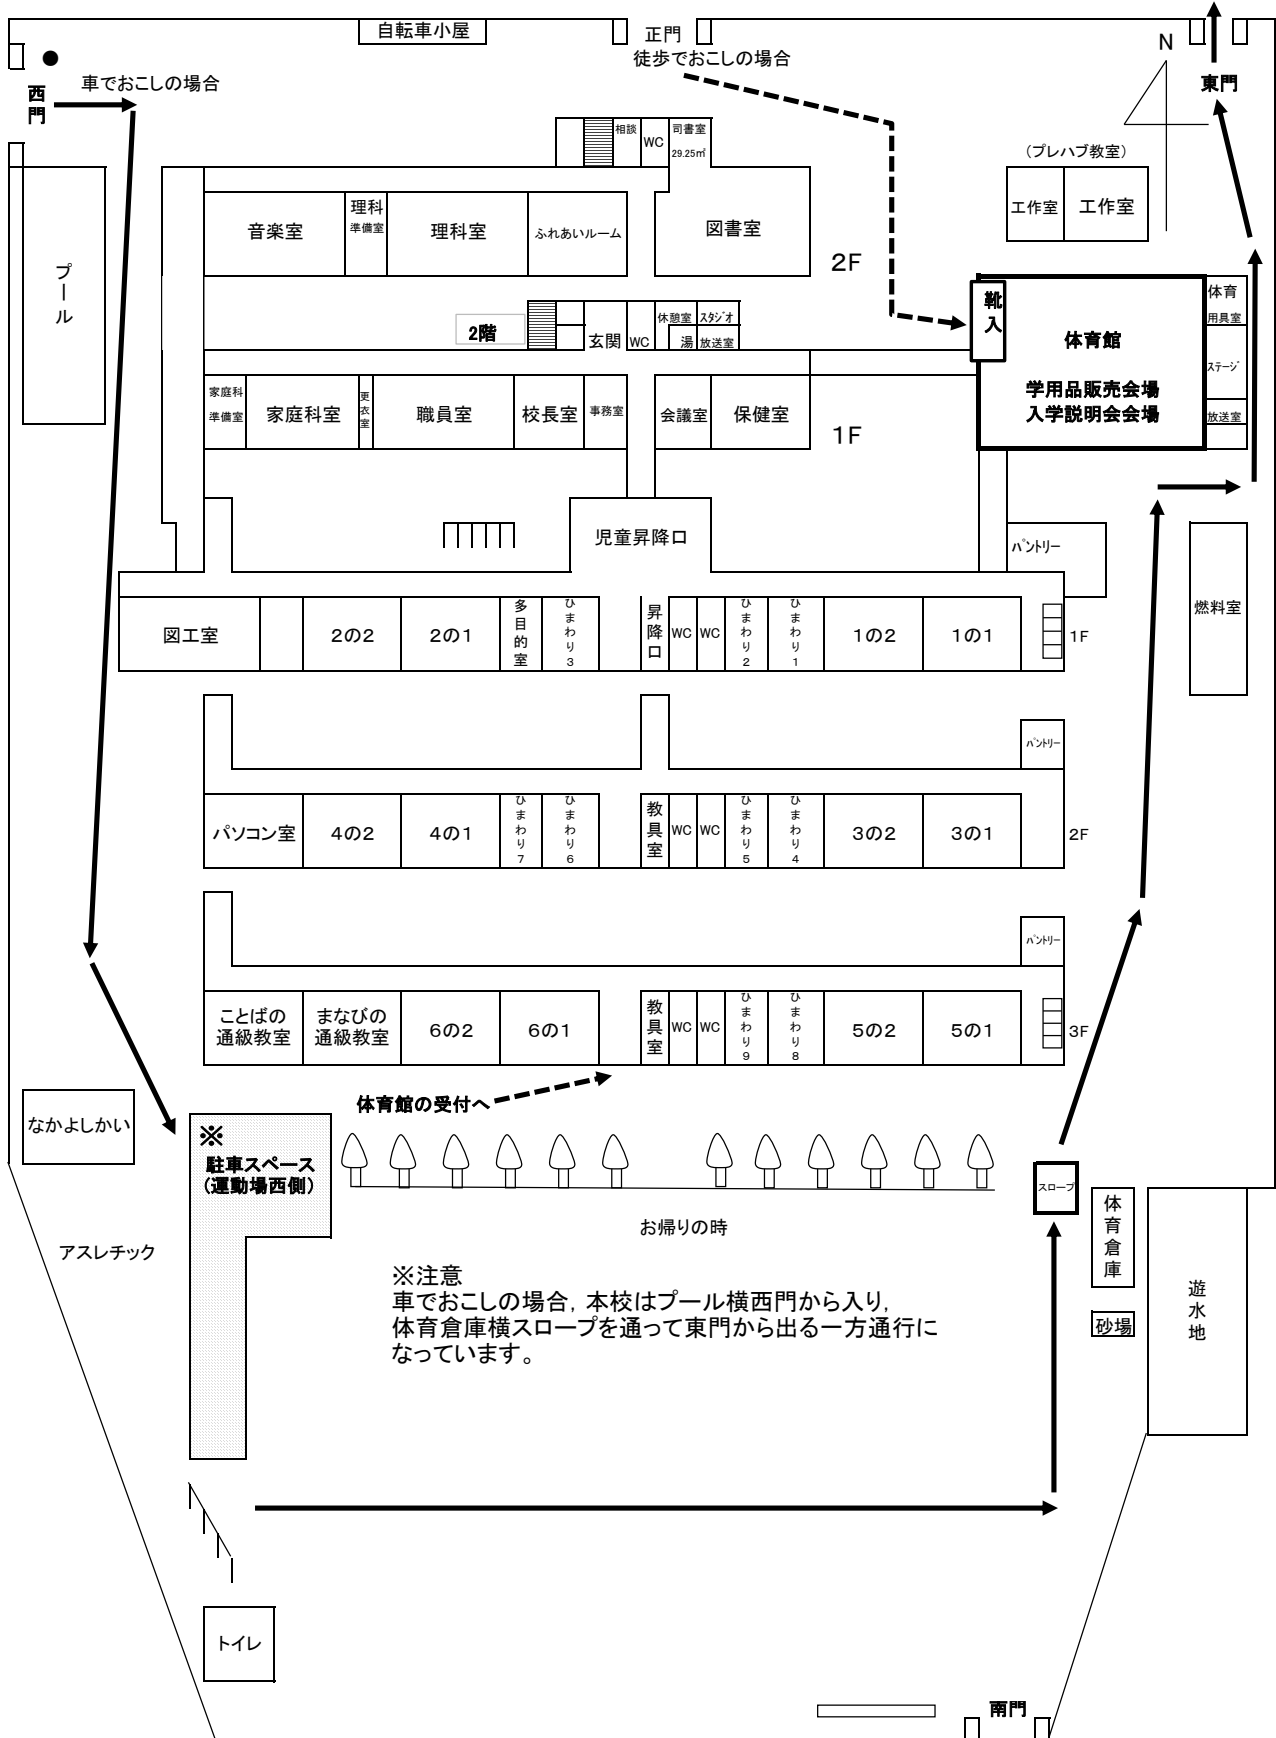 自転車小屋
正門
徒歩でおこしの場合
N
車でおこしの場合
西門
東門
(プレハブ教室)
工作室
工作室
相談
WC
司書室
29.25㎡
音楽室
理科
準備室
理科室
ふれあいルーム
図書室
2F
プール
靴入
体育
用具室
体育館
学用品販売会場
入学説明会会場
ステージ
放送室
2階
玄関
WC
休憩室
スタジオ
湯
放送室
家庭科
準備室
家庭科室
更衣室
職員室
校長室
事務室
会議室
保健室
1F
児童昇降口
パントリー
燃料室
図工室
2の2
2の1
多目的室
ひまわり3
昇降口
WC
WC
ひまわり2
ひまわり1
1の2
1の1
1F
パントリー
パソコン室
4の2
4の1
ひまわり7
ひまわり6
教具室
WC
WC
ひまわり5
ひまわり4
3の2
3の1
2F
パントリー
ことばの
通級教室
まなびの
通級教室
6の2
6の1
教具室
WC
WC
ひまわり9
ひまわり8
5の2
5の1
3F
体育館の受付へ
なかよしかい
※
駐車スペース
(運動場西側)
スロープ
体育倉庫
お帰りの時
アスレチック
※注意
車でおこしの場合, 本校はプール横西門から入り,
体育倉庫横スロープを通って東門から出る一方通行に
なっています。
砂場
遊水地
トイレ
南門